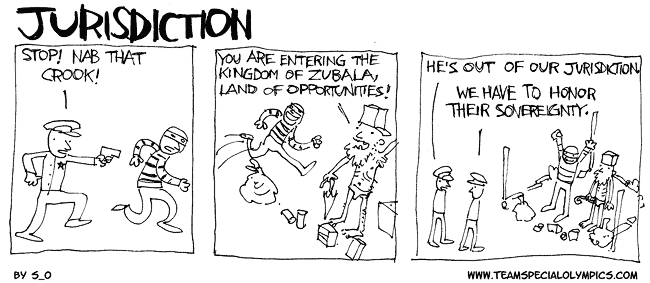 JURISDICTION
STOP! NAB THAT
CROOK!
YOU ARE ENTERING THE
KINGDOM OF ZUBALA,
LAND OF OPPORTUNITIES!
HE'S OUT OF OUR JURISDICTION
WE HAVE TO HONOR
THEIR SOVEREIGNTY.
BY S_O
WWW.TEAMSPECIALOLYMPICS.COM